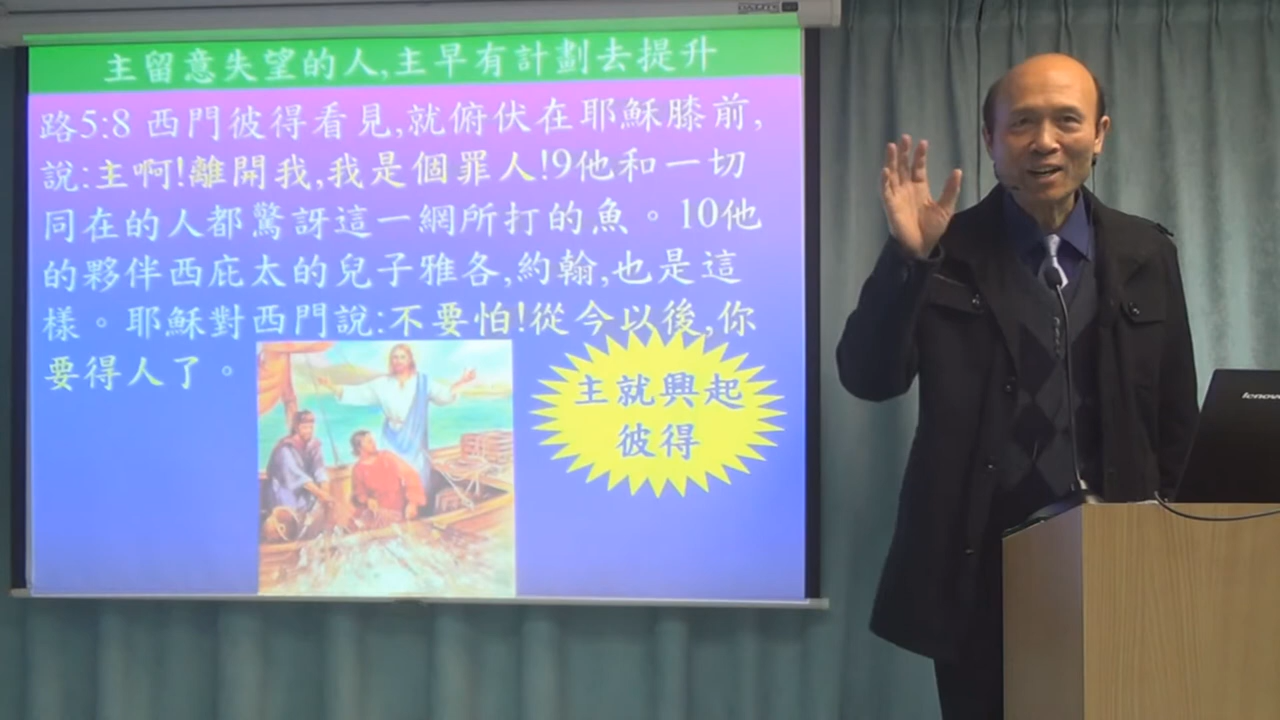 主留意失望的人,主早有計劃去提升
路5:8 西門彼得看見,就俯伏在耶穌膝前,
說:主啊!離開我,我是個罪人!9他和一切
同在的人都驚訝這一網所打的魚。10他
的夥伴西庇太的兒子雅各,約翰,也是這
樣。耶穌對西門說:不要怕!從今以後,你
要得人了。
主就興起
彼得
lenovo